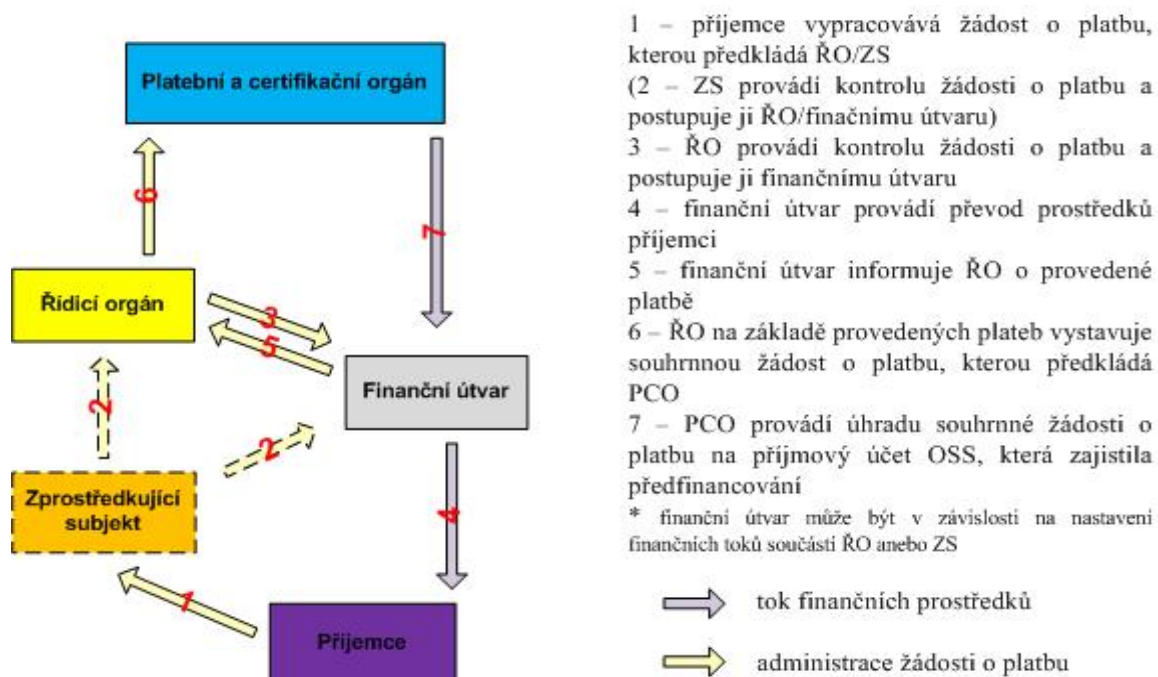 Platební a certifikační orgán
6
7
Řídicí orgán
3
5
Finanční útvar
2
2
Zprostředkující
subjekt
4
1
Příjemce
1 – příjemce vypracovává žádost o platbu,
kterou předkládá ŘO/ZS
(2 – ZS provádí kontrolu žádosti o platbu a
postupuje ji ŘO/finačnímu útvaru)
3 – ŘO provádí kontrolu žádosti o platbu a
postupuje ji finančnímu útvaru
4 – finanční útvar provádí převod prostředků
příjemci
5 – finanční útvar informuje ŘO o provedené
platbě
6 – ŘO na základě provedených plateb vystavuje
souhrnnou žádost o platbu, kterou předkládá
PCO
7 – PCO provádí úhradu souhrnné žádosti o
platbu na příjmový účet OSS, která zajistila
předfinancování
* finanční útvar může být v závislosti na nastavení
finančních toků součástí ŘO anebo ZS
tok finančních prostředků
administrace žádosti o platbu